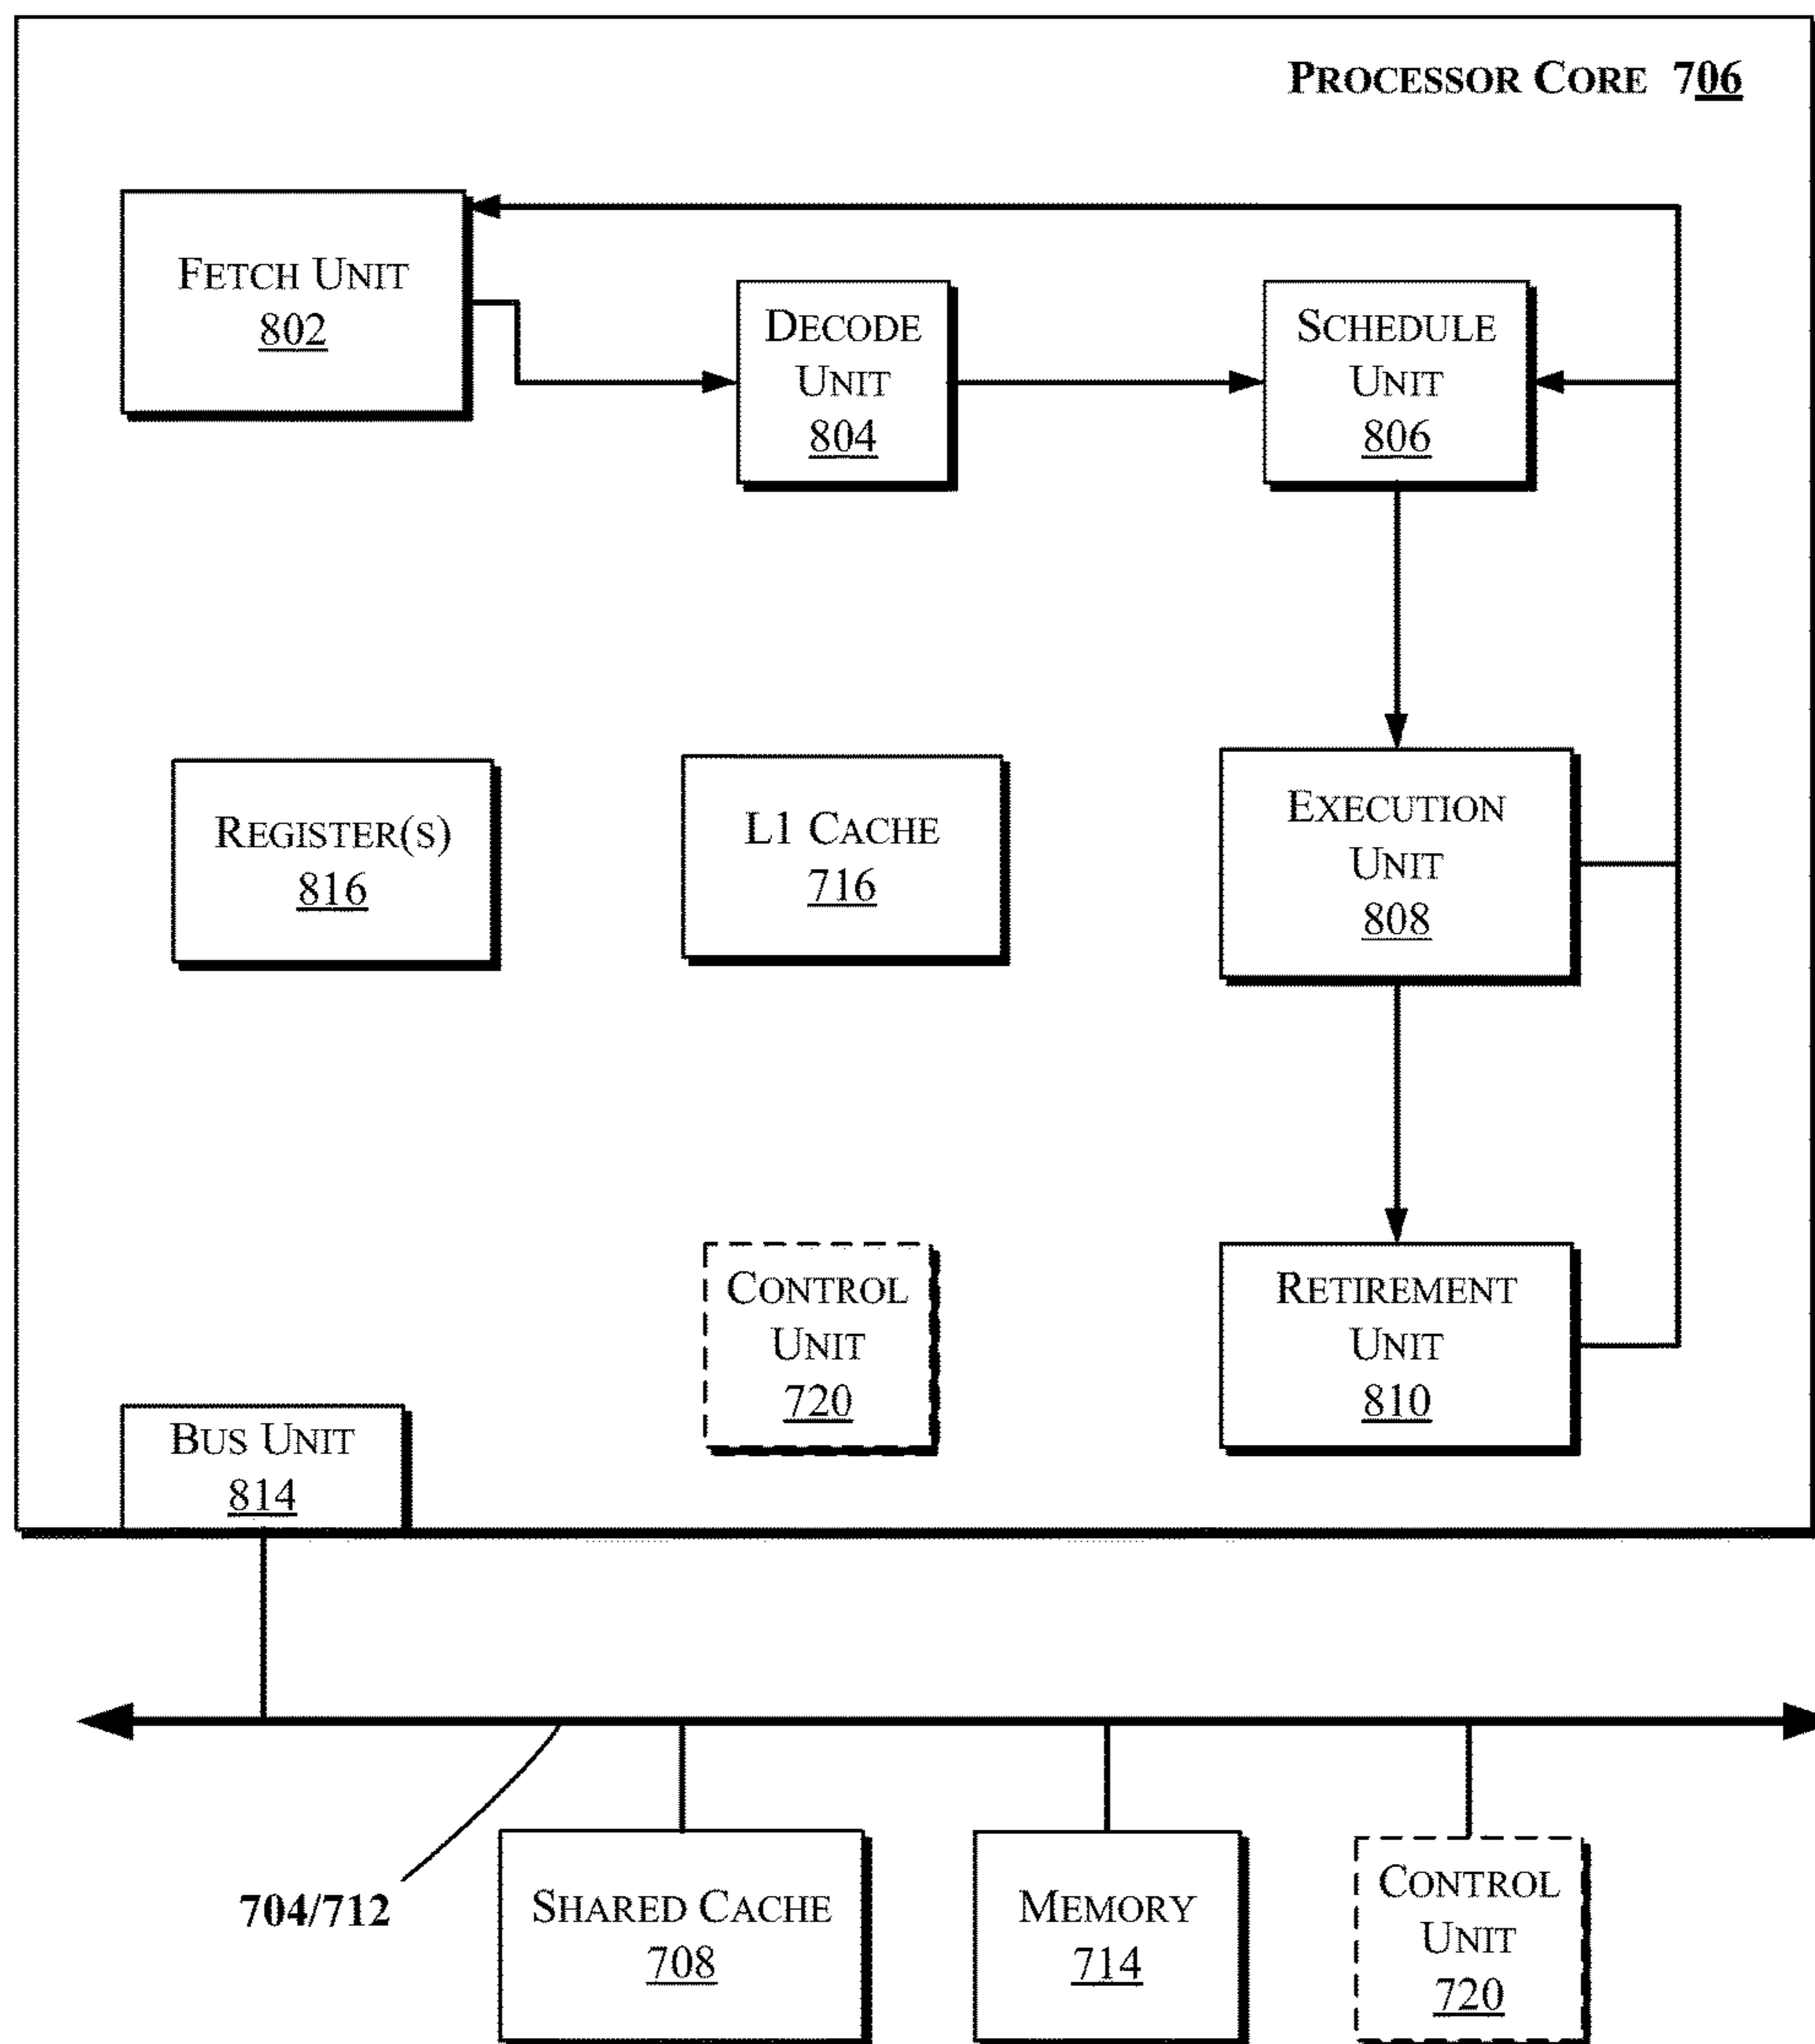 PROCESSOR CORE 706
FETCH UNIT
802
DECODE
UNIT
804
SCHEDULE
UNIT
806
REGISTER(S)
816
L1 CACHE
716
EXECUTION
UNIT
808
CONTROL
UNIT
720
RETIREMENT
UNIT
810
BUS UNIT
814
704/712
SHARED CACHE
708
MEMORY
714
CONTROL
UNIT
720